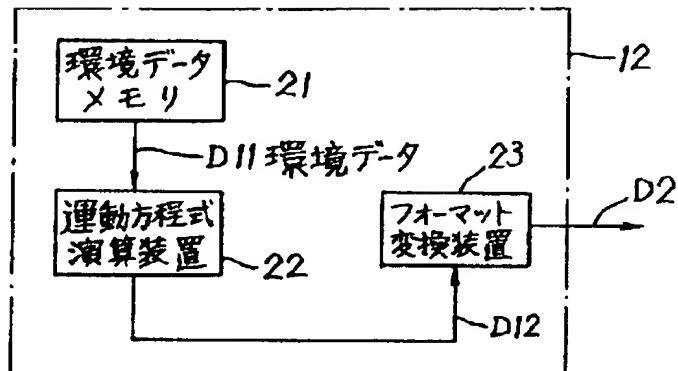 環境データ
メモリ
21
12
D11 環境データ
23
D2
運動方程式
演算装置
22
フォーマット
変換装置
D12